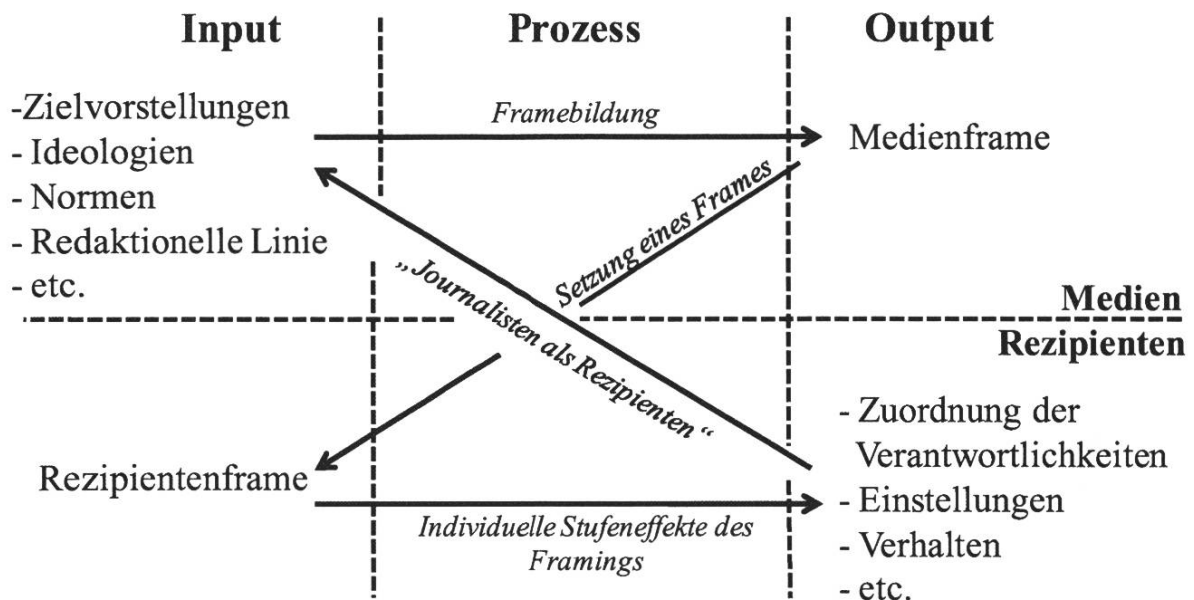 Input
Prozess
Output
-Zielvorstellungen
- Ideologien
- Normen
- Redaktionelle Linie
- etc.
Framebildung
Medienframe
Setzung eines Frames
„Journalisten als Rezipienten“
Medien
Rezipienten
Rezipientenframe
Individuelle Stufeneffekte des
Framings
- Zuordnung der
Verantwortlichkeiten
- Einstellungen
- Verhalten
- etc.